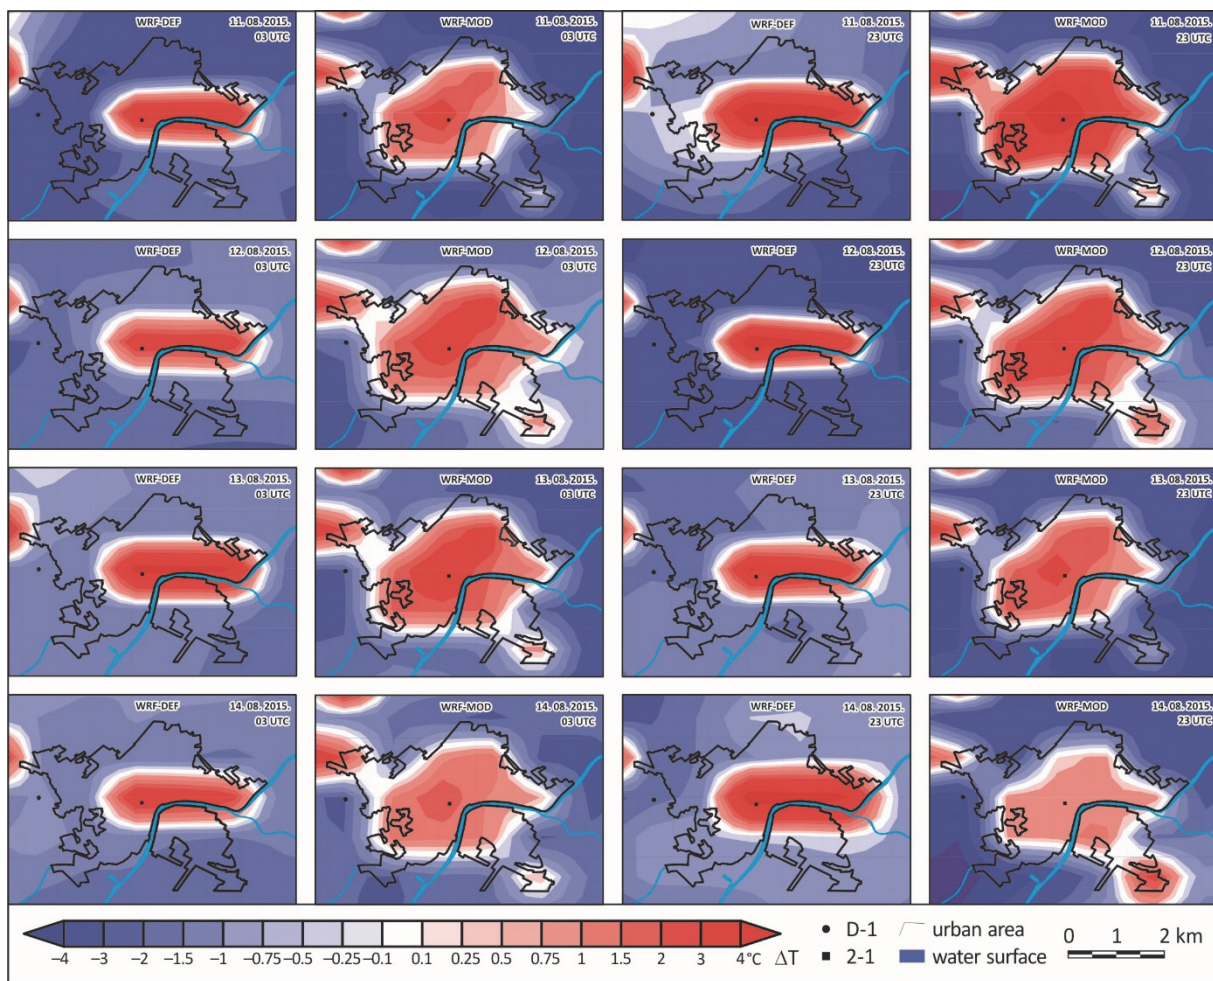 WRF-DEF 11. 08. 2015.
03 UTC
WRF-MOD 11. 08. 2015.
03 UTC
WRF-DEF 11. 08. 2015.
23 UTC
WRF-MOD 11. 08. 2015.
23 UTC
WRF-DEF 12. 08. 2015.
03 UTC
WRF-MOD 12. 08. 2015.
03 UTC
WRF-DEF 12. 08. 2015.
23 UTC
WRF-MOD 12. 08. 2015.
23 UTC
WRF-DEF 13. 08. 2015.
03 UTC
WRF-MOD 13. 08. 2015.
03 UTC
WRF-DEF 13. 08. 2015.
23 UTC
WRF-MOD 13. 08. 2015.
23 UTC
WRF-DEF 14. 08. 2015.
03 UTC
WRF-MOD 14. 08. 2015.
03 UTC
WRF-DEF 14. 08. 2015.
23 UTC
WRF-MOD 14. 08. 2015.
23 UTC
–4 –3 –2 –1.5 –1 –0.75 –0.5 –0.25 –0.1 0.1 0.25 0.5 0.75 1 1.5 2 3 4°C ΔT
D-1 urban area
2-1 water surface
0 1 2 km